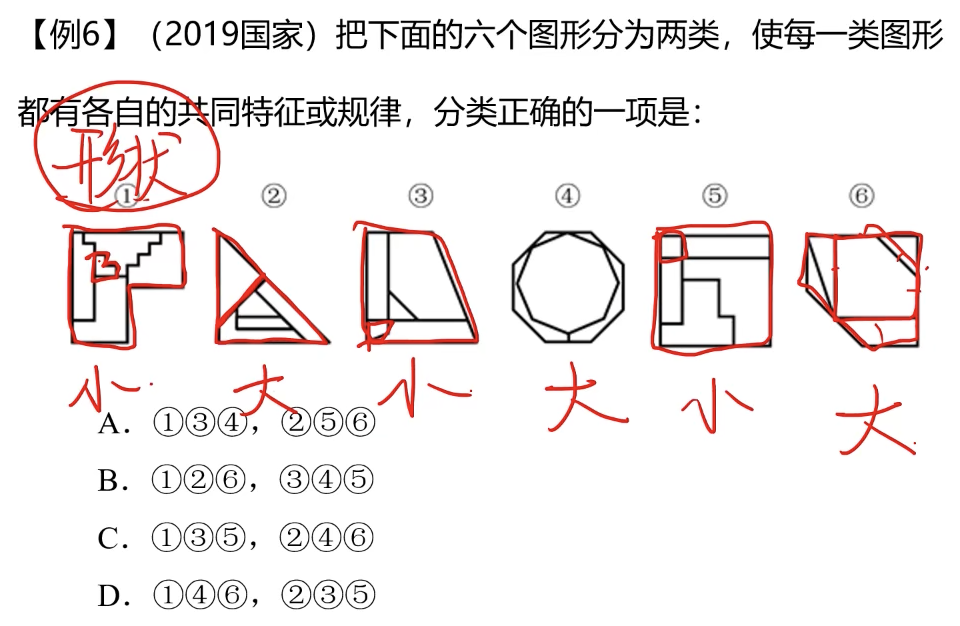 【例6】（2019国家）把下面的六个图形分为两类，使每一类图形
都有各自的共同特征或规律，分类正确的一项是：
形状
① ② ③ ④ ⑤ ⑥
小 大 小 大 小 大
A．①③④，②⑤⑥
B．①②⑥，③④⑤
C．①③⑤，②④⑥
D．①④⑥，②③⑤